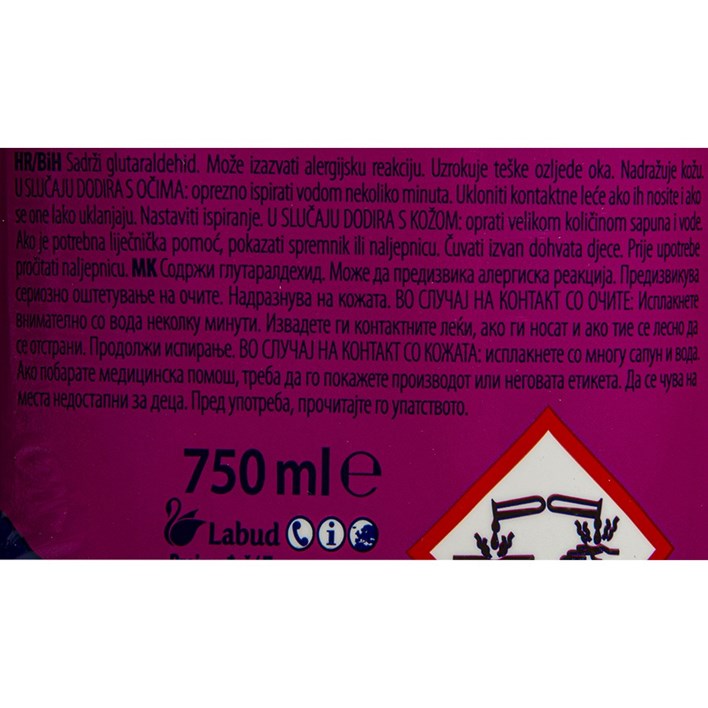 HR/BiH Sadrži glutaraldehid. Može izazvati alergijsku reakciju. Uzrokuje teške ozljede oka. Nadražuje kožu.
U SLUČAJU DODIRA S OČIMA: oprezno ispirati vodom nekoliko minuta. Ukloniti kontaktne leće ako ih nosite i ako
se one lako uklanjaju. Nastaviti ispiranje. U SLUČAJU DODIRA S KOŽOM: oprati velikom količinom sapuna i vode.
Ako je potrebna liječnička pomoć, pokazati spremnik ili naljepnicu. Čuvati izvan dohvata djece. Prije upotrebe
pročitati naljepnicu. MK Содржи глутаралдехид. Може да предизвика алергиска реакција. Предизвикува
сериозно оштетување на очите. Надразнува на кожата. ВО СЛУЧАЈ НА КОНТАКТ СО ОЧИТЕ: Исплакнете
внимателно со вода неколку минути. Извадете ги контактните леќи, ако ги носат и ако тие се лесно да
се отстрани. Продолжи испирање. ВО СЛУЧАЈ НА КОНТАКТ СО КОЖАТА: исплакнете со многу сапун и вода.
Ако побарате медицинска помош, треба да го покажете производот или неговата етикета. Да се чува на
места недостапни за деца. Пред употреба, прочитајте го упатството.
750 ml e
Labud